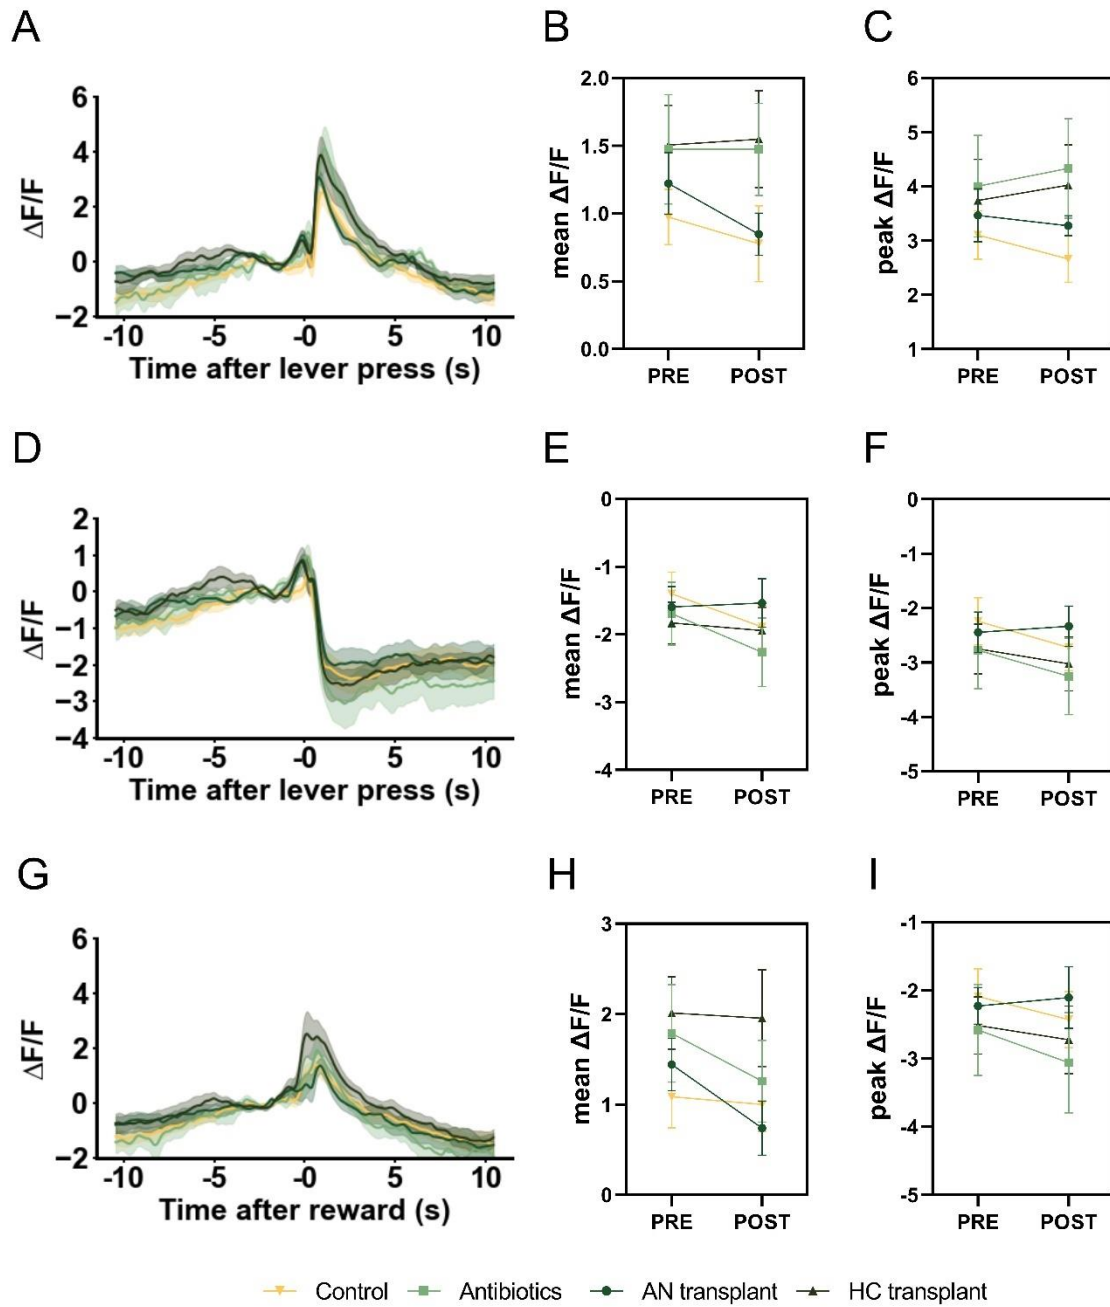 A
B
C
6
4
2
0
−2
ΔF/F
-10
-5
-0
5
10
Time after lever press (s)
2.0
1.5
1.0
0.5
0.0
mean ΔF/F
PRE
POST
6
5
4
3
2
1
peak ΔF/F
PRE
POST
D
E
F
2
1
0
−1
−2
−3
−4
ΔF/F
-10
-5
-0
5
10
Time after lever press (s)
0
-1
-2
-3
-4
mean ΔF/F
PRE
POST
0
-1
-2
-3
-4
-5
peak ΔF/F
PRE
POST
G
H
I
6
4
2
0
−2
ΔF/F
-10
-5
-0
5
10
Time after reward (s)
3
2
1
0
mean ΔF/F
PRE
POST
-1
-2
-3
-4
-5
peak ΔF/F
PRE
POST
Control
Antibiotics
AN transplant
HC transplant